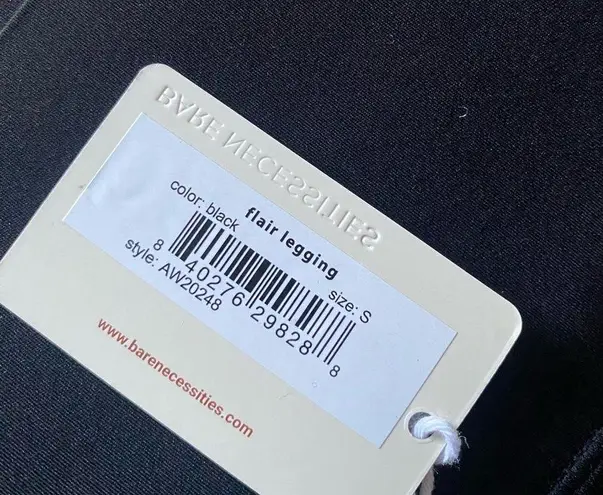 BARE NECESSITIES
flair legging
color: black
size: S
8 40276 29828 8
style: AW20248
www.barenecessities.com